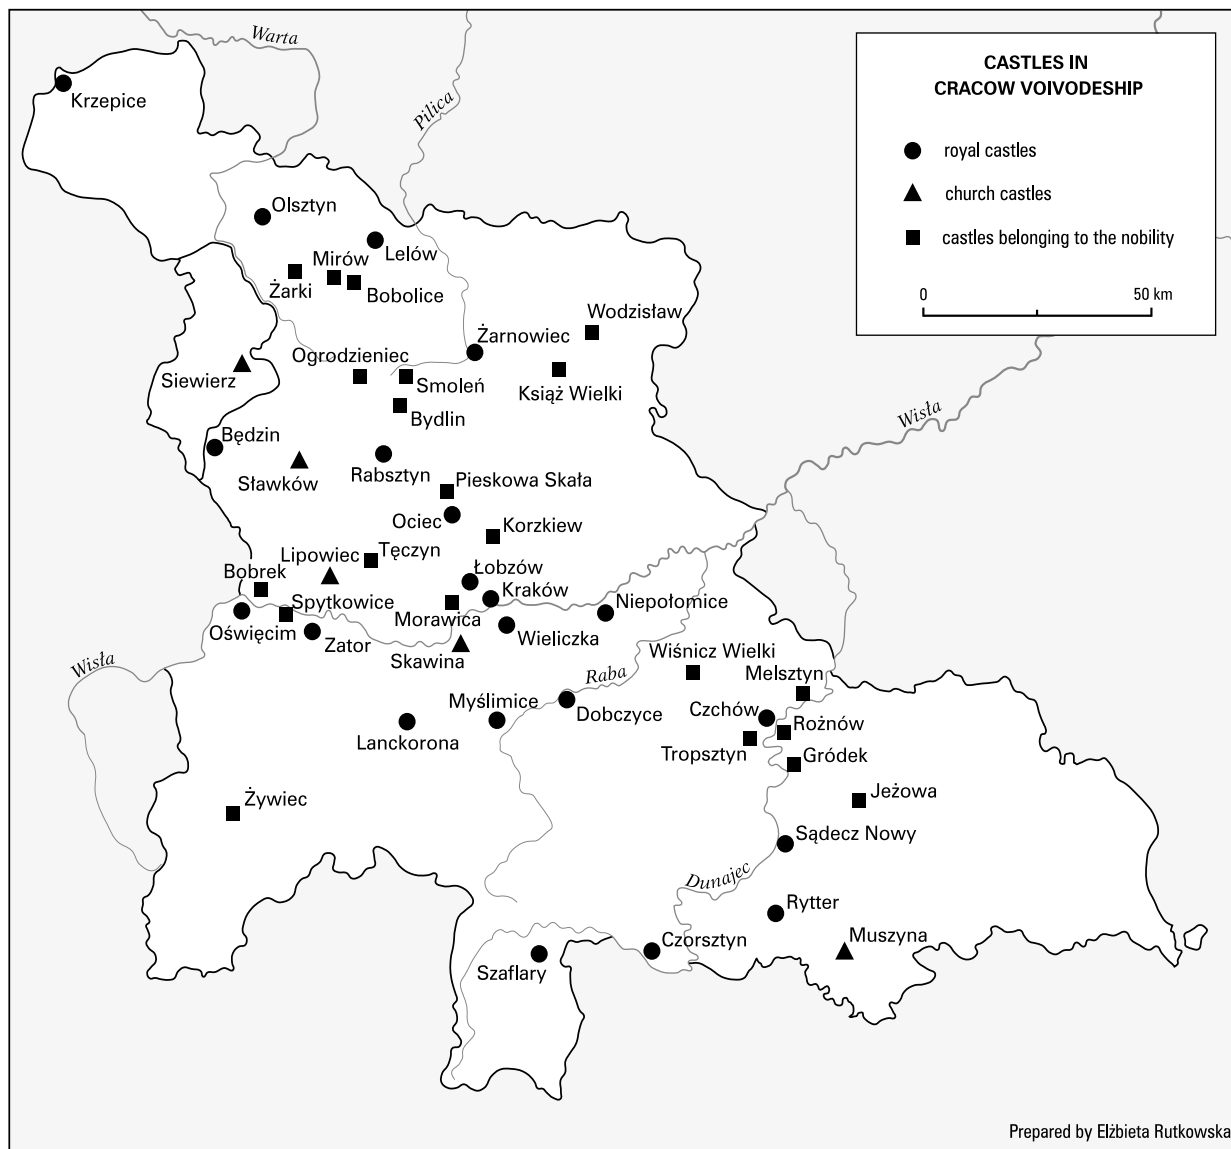 Warta
Pilica
CASTLES IN
CRACOW VOIVODESHIP
royal castles
church castles
castles belonging to the nobility
0 50 km
Krzepice
Olsztyn
Lelów
Mirów
Żarki
Bobolice
Wodzisław
Żarnowiec
Ogrodzieniec
Siewierz
Smoleń
Książ Wielki
Bydlin
Wisła
Będzin
Sławków
Rabsztyn
Pieskowa Skała
Ociec
Korzkiew
Tęczyn
Lipowiec
Bobrek
Łobzów
Kraków
Spytkowice
Morawica
Niepołomice
Oświęcim
Zator
Wieliczka
Skawina
Wisła
Raba
Wiśnicz Wielki
Melsztyn
Myślimice
Dobczyce
Czchów
Rożnów
Lanckorona
Tropsztyn
Gródek
Żywiec
Jeżowa
Sądecz Nowy
Dunajec
Rytter
Czorsztyn
Muszyna
Szaflary
Prepared by Elżbieta Rutkowska